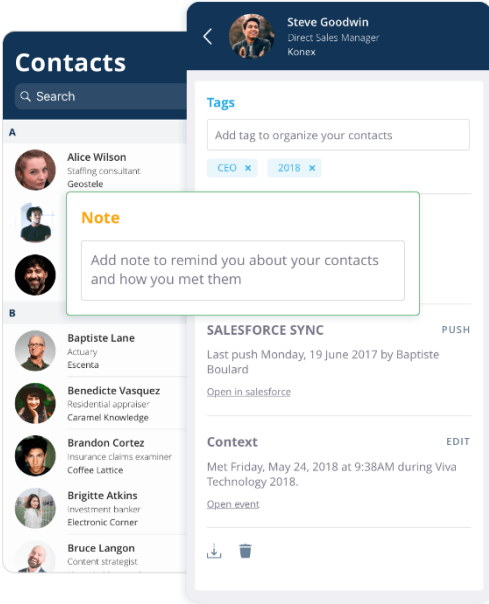 Contacts
Search
A
Alice Wilson
Staffing consultant
Geostele
B
Baptiste Lane
Actuary
Escenta
Benedicte Vasquez
Residential appraiser
Caramel Knowledge
Brandon Cortez
Insurance claims examiner
Coffee Lattice
Brigitte Atkins
Investment banker
Electronic Corner
Bruce Langon
Content strategist
Steve Goodwin
Direct Sales Manager
Konex
Tags
Add tag to organize your contacts
CEO × 2018 ×
Note
Add note to remind you about your contacts
and how you met them
SALESFORCE SYNC PUSH
Last push Monday, 19 June 2017 by Baptiste
Boulard
Open in salesforce
Context EDIT
Met Friday, May 24, 2018 at 9:38AM during Viva
Technology 2018.
Open event